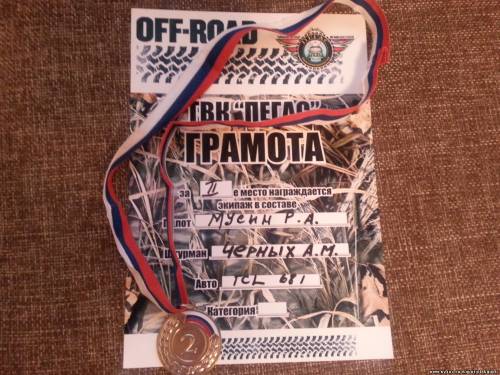 OFF-ROAD
ГВК "ПЕГАС"
ГРАМОТА
за II е место награждается
экипаж в составе
Пилот Мусин Р.А.
Штурман Черных А.М.
Авто TCL 681
Категория
2